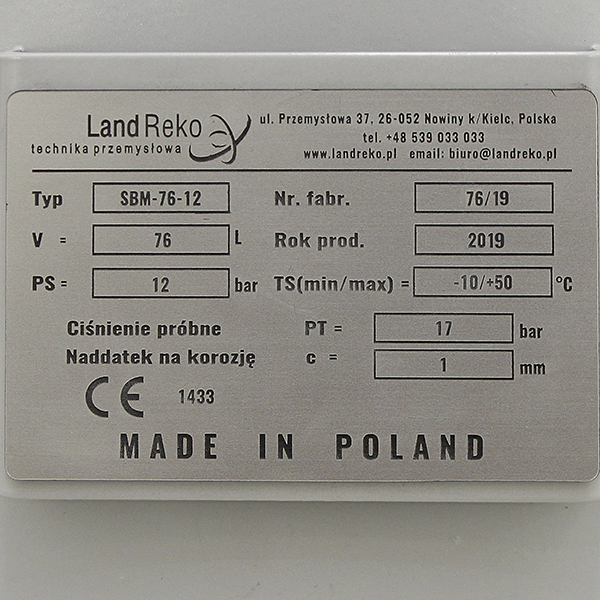 Land Reko
technika przemysłowa
ul. Przemysłowa 37, 26-052 Nowiny k/Kielc, Polska
tel. +48 539 033 033
www.landreko.pl email: biuro@landreko.pl
Typ SBM-76-12 Nr. fabr. 76/19
V = 76 L Rok prod. 2019
PS = 12 bar TS(min/max) = -10/+50 °C
Ciśnienie próbne PT = 17 bar
Naddatek na korozję c = 1 mm
CE 1433
MADE IN POLAND